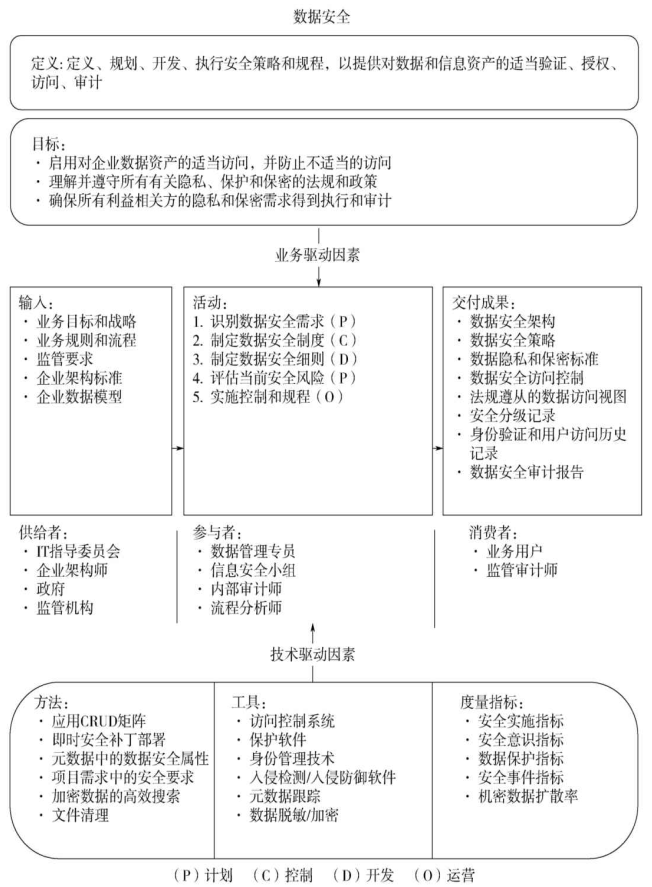 数据安全
定义：定义、规划、开发、执行安全策略和规程，以提供对数据和信息资产的适当验证、授权、
访问、审计
目标：
· 启用对企业数据资产的适当访问，并防止不适当的访问
· 理解并遵守所有有关隐私、保护和保密的法规和政策
· 确保所有利益相关方的隐私和保密需求得到执行和审计
业务驱动因素
输入：
· 业务目标和战略
· 业务规则和流程
· 监管要求
· 企业架构标准
· 企业数据模型
活动：
1. 识别数据安全需求（P）
2. 制定数据安全制度（C）
3. 制定数据安全细则（D）
4. 评估当前安全风险（P）
5. 实施控制和规程（O）
交付成果：
· 数据安全架构
· 数据安全策略
· 数据隐私和保密标准
· 数据安全访问控制
· 法规遵从的数据访问视图
· 安全分级记录
· 身份验证和用户访问历史
记录
· 数据安全审计报告
供给者：
· IT指导委员会
· 企业架构师
· 政府
· 监管机构
参与者：
· 数据管理专员
· 信息安全小组
· 内部审计师
· 流程分析师
消费者：
· 业务用户
· 监管审计师
技术驱动因素
方法：
· 应用CRUD矩阵
· 即时安全补丁部署
· 元数据中的数据安全属性
· 项目需求中的安全要求
· 加密数据的高效搜索
· 文件清理
工具：
· 访问控制系统
· 保护软件
· 身份管理技术
· 入侵检测/入侵防御软件
· 元数据跟踪
· 数据脱敏/加密
度量指标：
· 安全实施指标
· 安全意识指标
· 数据保护指标
· 安全事件指标
· 机密数据扩散率
（P）计划 （C）控制 （D）开发 （O）运营